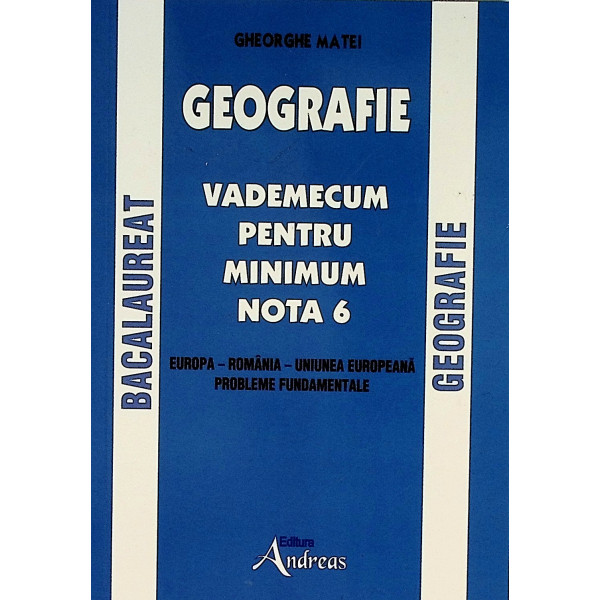 GHEORGHE MATEI
GEOGRAFIE
VADEMECUM
PENTRU
MINIMUM
NOTA 6
EUROPA – ROMÂNIA – UNIUNEA EUROPEANĂ
PROBLEME FUNDAMENTALE
BACALAUREAT
GEOGRAFIE
Editura
Andreas